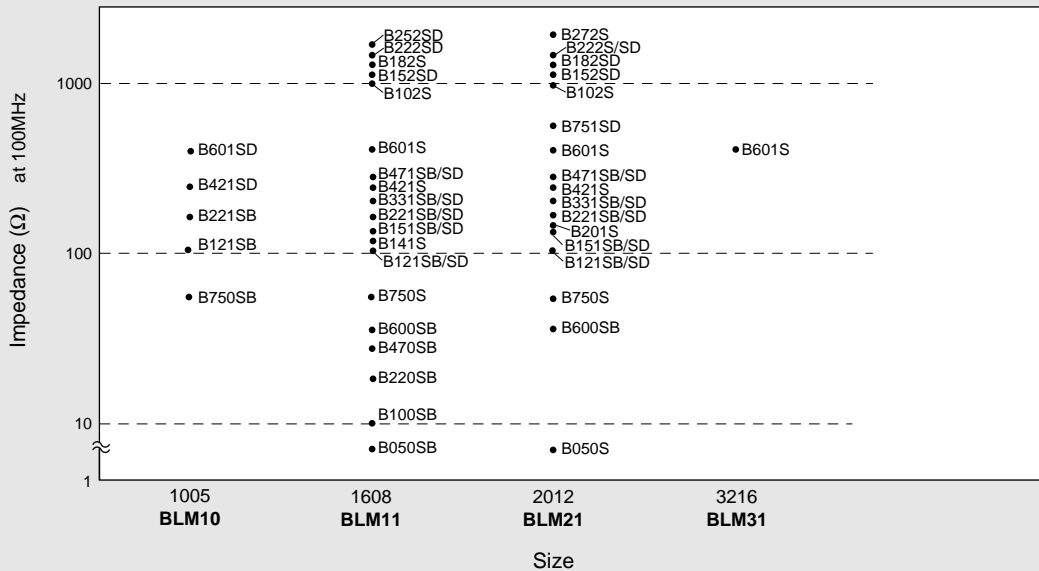 Impedance (Ω) at 100MHz
1000
100
10
1
B601SD
B421SD
B221SB
B121SB
B750SB
B252SD
B222SD
B182S
B152SD
B102S
B601S
B471SB/SD
B421S
B331SB/SD
B221SB/SD
B151SB/SD
B141S
B121SB/SD
B750S
B600SB
B470SB
B220SB
B100SB
B050SB
B272S
B222S/SD
B182SD
B152SD
B102S
B751SD
B601S
B471SB/SD
B421S
B331SB/SD
B221SB/SD
B201S
B151SB/SD
B121SB/SD
B750S
B600SB
B050S
B601S
1005
BLM10
1608
BLM11
2012
BLM21
3216
BLM31
Size